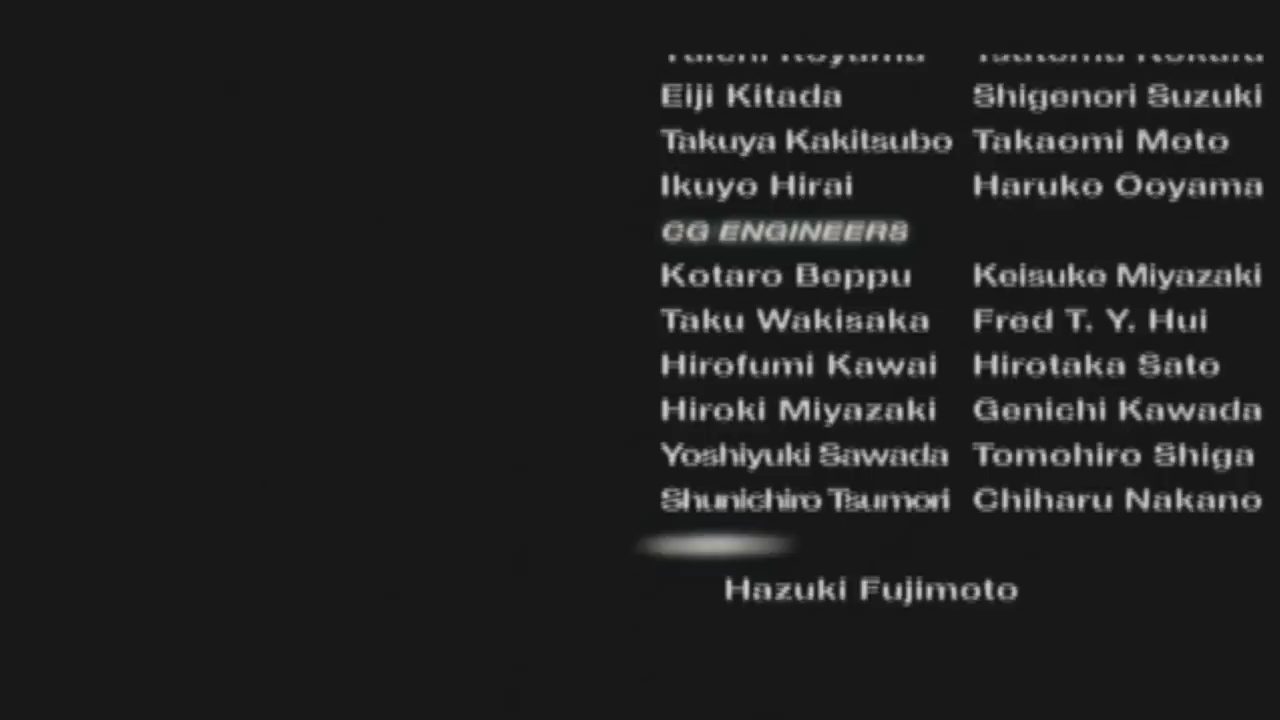 Eiji Kitada Shigenori Suzuki
Takuya Kakitsubo Takaomi Moto
Ikuyo Hirai Haruko Ooyama
CG ENGINEERS
Kotaro Beppu Keisuke Miyazaki
Taku Wakisaka Fred T. Y. Hui
Hirofumi Kawai Hirotaka Sato
Hiroki Miyazaki Genichi Kawada
Yoshiyuki Sawada Tomohiro Shiga
Shunichiro Tsumori Chiharu Nakano
Hazuki Fujimoto